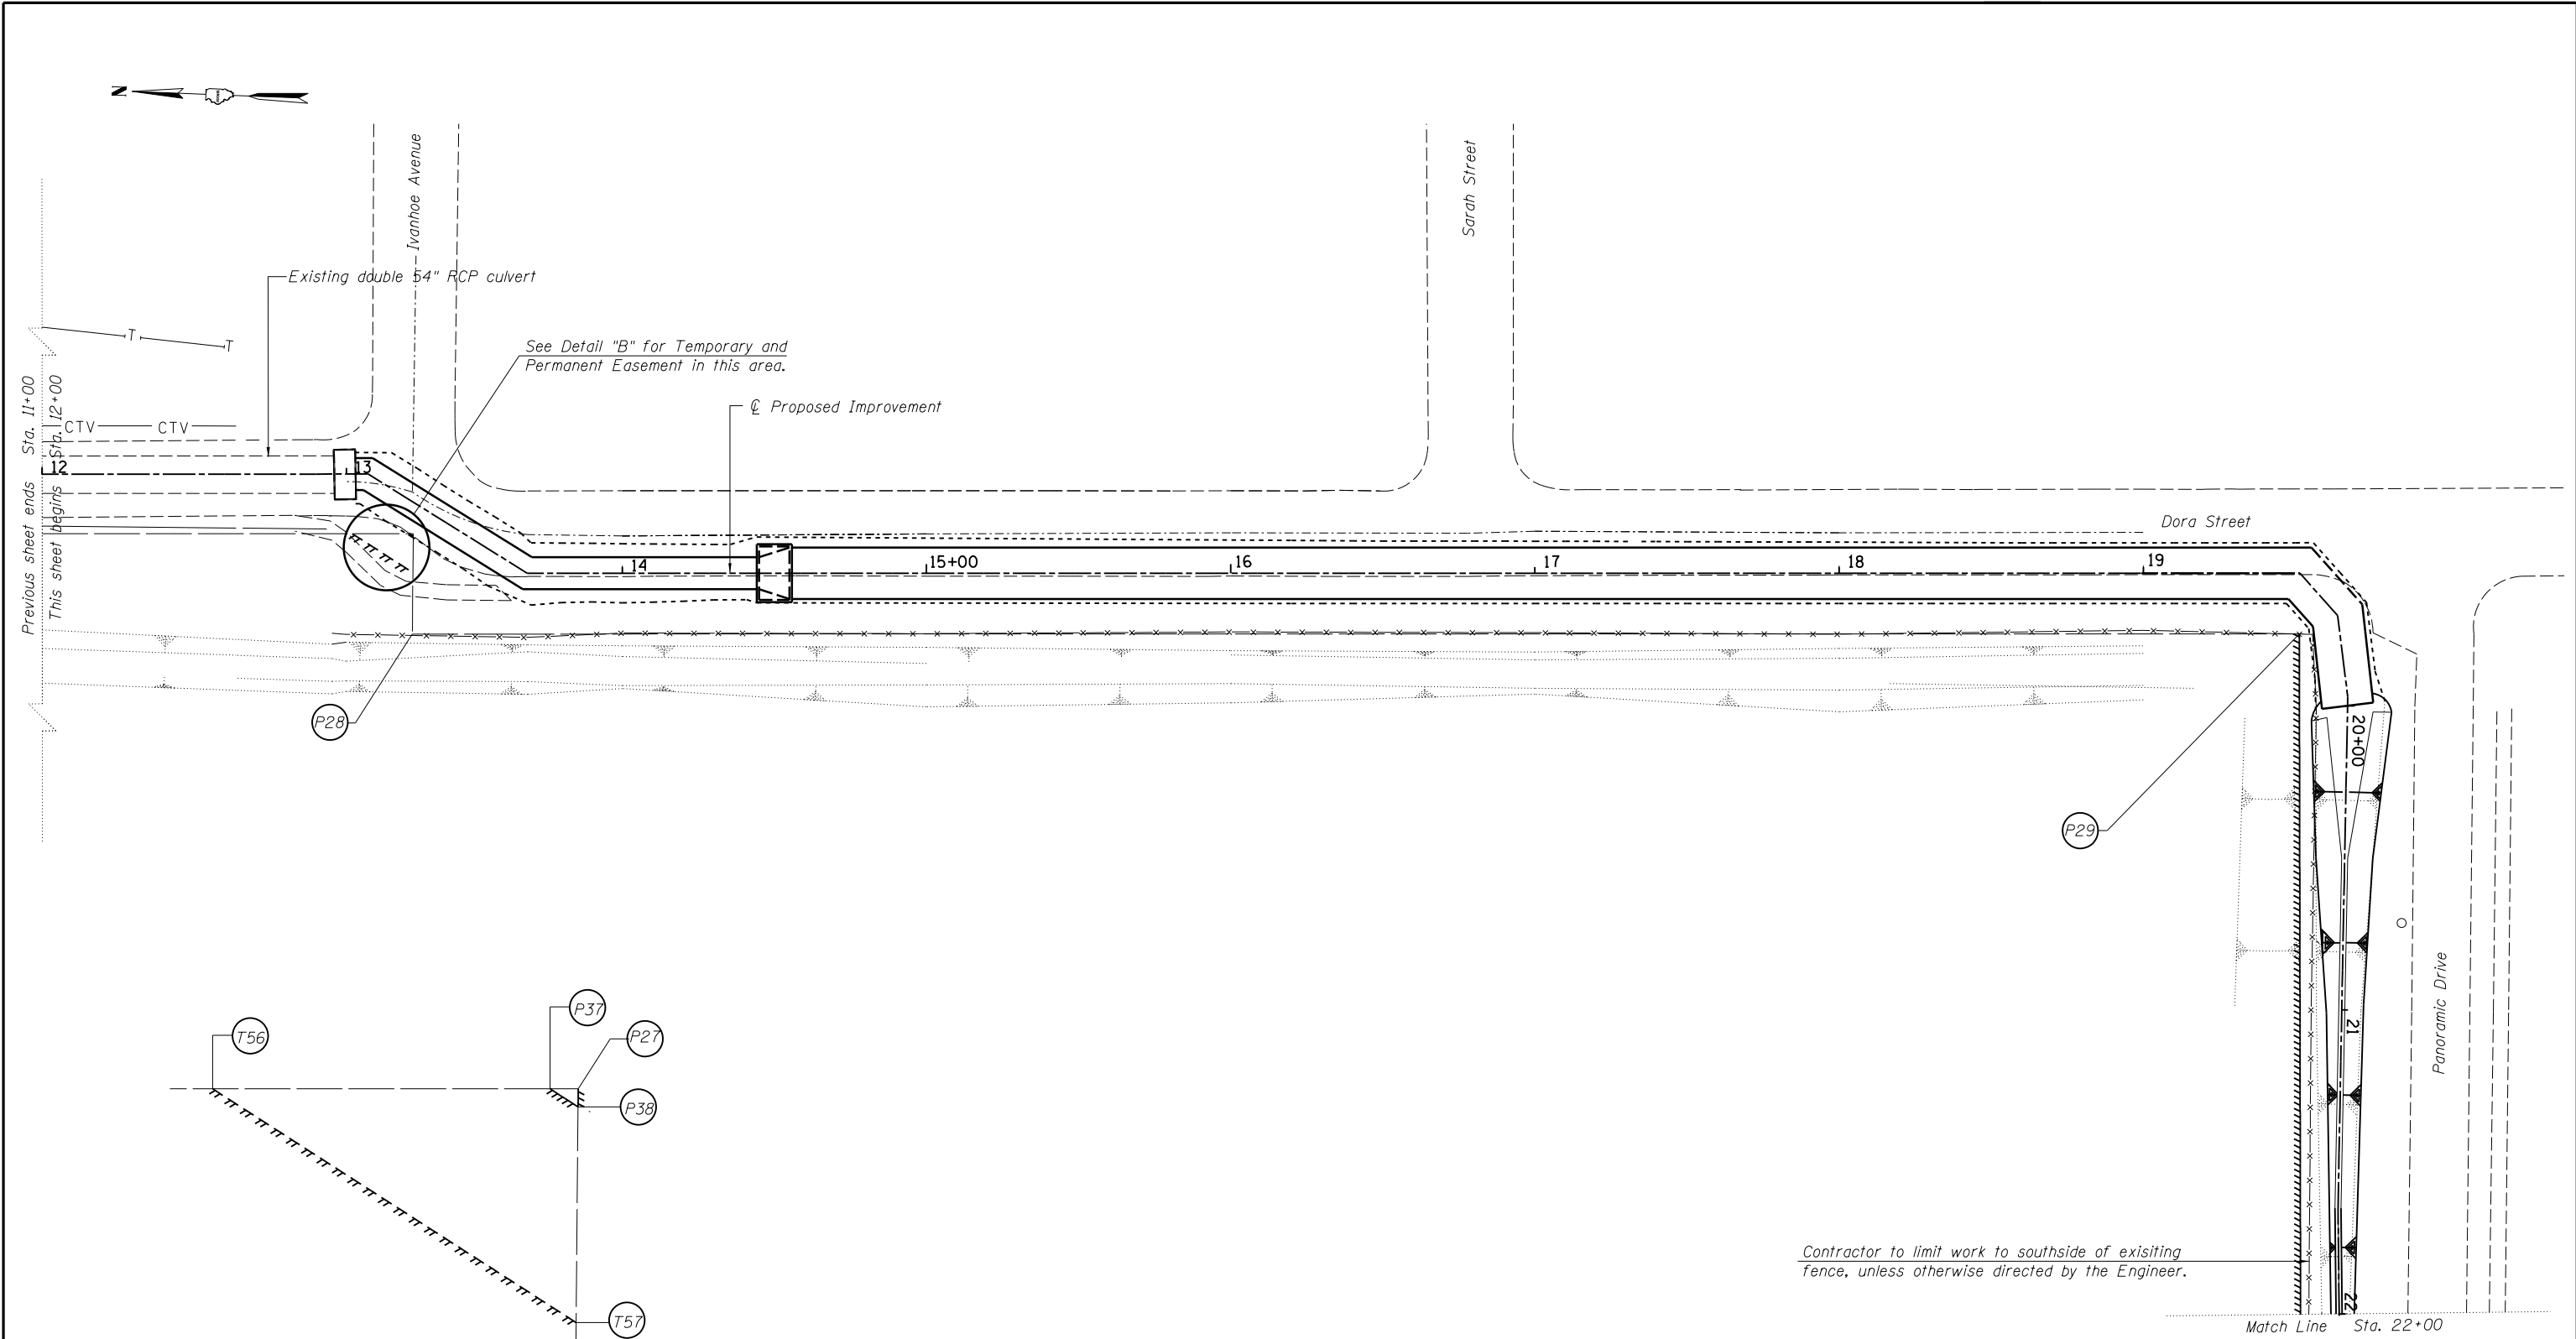 N
Ivanhoe Avenue
Sarah Street
Existing double 54" RCP culvert
T
T
See Detail "B" for Temporary and
Permanent Easement in this area.
℄ Proposed Improvement
Previous sheet ends Sta. 11+00
This sheet begins Sta. 12+00
CTV
CTV
12
13
14
15+00
16
17
18
19
Dora Street
P28
P29
20+00
21
22
Panoramic Drive
T56
P37
P27
P38
T57
Contractor to limit work to southside of exisiting
fence, unless otherwise directed by the Engineer.
Match Line Sta. 22+00